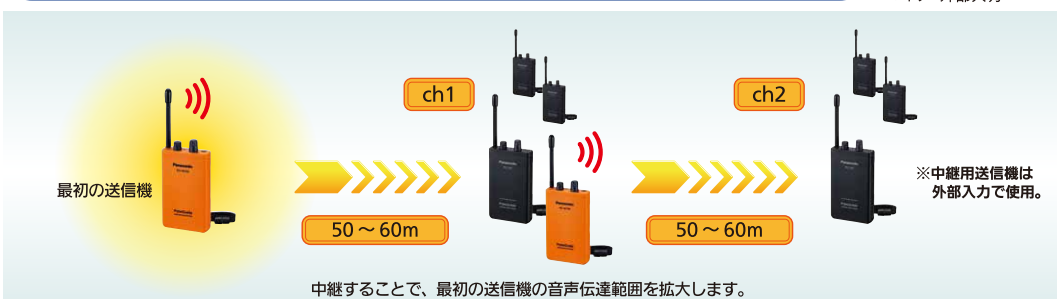 ch1
ch2
最初の送信機
Panasonic
Panasonic
※中継用送信機は
外部入力で使用。
50～60m
50～60m
中継することで、最初の送信機の音声伝達範囲を拡大します。